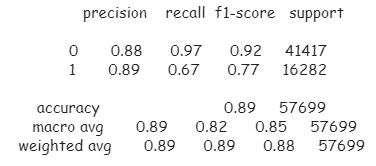 precision recall f1-score support
0 0.88 0.97 0.92 41417
1 0.89 0.67 0.77 16282
accuracy 0.89 57699
macro avg 0.89 0.82 0.85 57699
weighted avg 0.89 0.89 0.88 57699